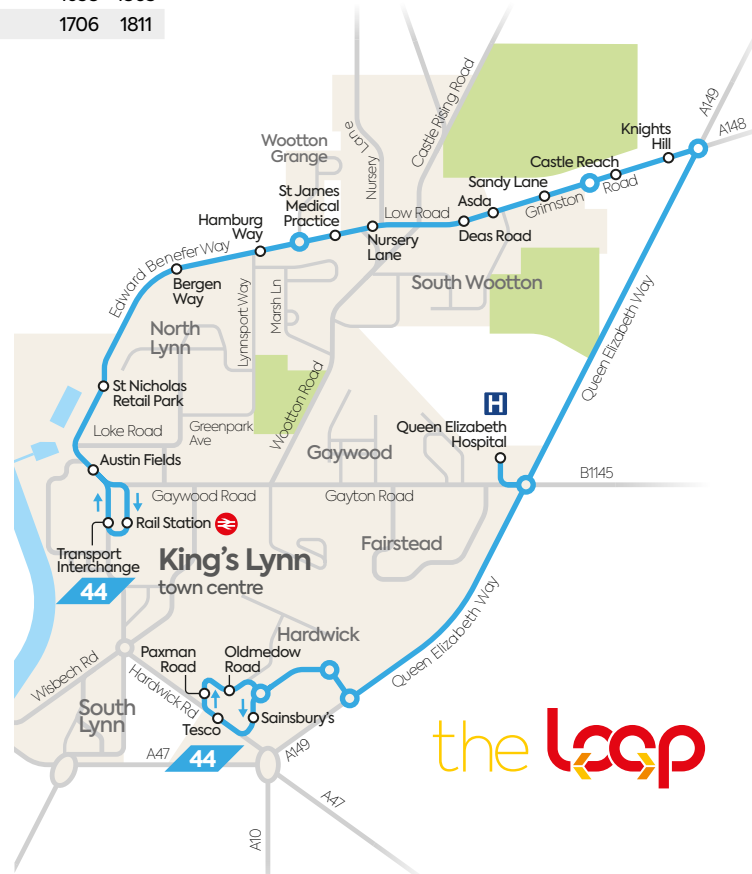 1706 1811
A149
A148
Knights
Hill
Castle Reach
Sandy Lane
Asda
Grimston Road
Deas Road
Low Road
Castle Rising Road
Nursery Lane
Wootton
Grange
St James
Medical
Practice
Nursery
Lane
Hamburg
Way
Edward Benefer Way
Bergen
Way
South Wootton
Lynnsport Way
Marsh Ln
North
Lynn
Queen Elizabeth Way
St Nicholas
Retail Park
Wootton Road
H
Greenpark
Ave
Loke Road
Queen Elizabeth
Hospital
Gaywood
Austin Fields
B1145
Gaywood Road
Gayton Road
Rail Station
Fairstead
Transport
Interchange
King's Lynn
town centre
44
Queen Elizabeth Way
Hardwick
Paxman
Road
Oldmedow
Road
Wisbech Rd
Hardwick Rd
South
Lynn
Sainsbury's
Tesco
A47
44
A149
the loop
A47
A10